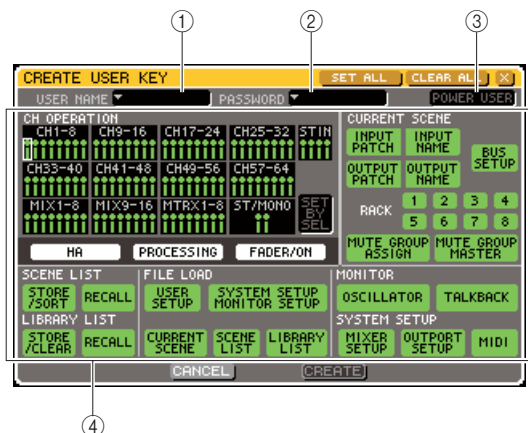 ① ② ③
CREATE USER KEY SET ALL CLEAR ALL X
USER NAME PASSWORD POWER USER
CH OPERATION
CH1-8 CH9-16 CH17-24 CH25-32 STIN
CH33-40 CH41-48 CH49-56 CH57-64
MIX1-8 MIX9-16 MTRX1-8 ST/MONO SET BY SEL
HA PROCESSING FADER/ON
CURRENT SCENE
INPUT PATCH INPUT NAME BUS SETUP
OUTPUT PATCH OUTPUT NAME
RACK 1 2 3 4
5 6 7 8
MUTE GROUP ASSIGN MUTE GROUP MASTER
SCENE LIST FILE LOAD MONITOR
STORE /SORT RECALL USER SETUP SYSTEM SETUP MONITOR SETUP OSCILLATOR TALKBACK
LIBRARY LIST SYSTEM SETUP
STORE /CLEAR RECALL CURRENT SCENE SCENE LIST LIBRARY LIST MIXER SETUP OUTPORT SETUP MIDI
CANCEL CREATE
④